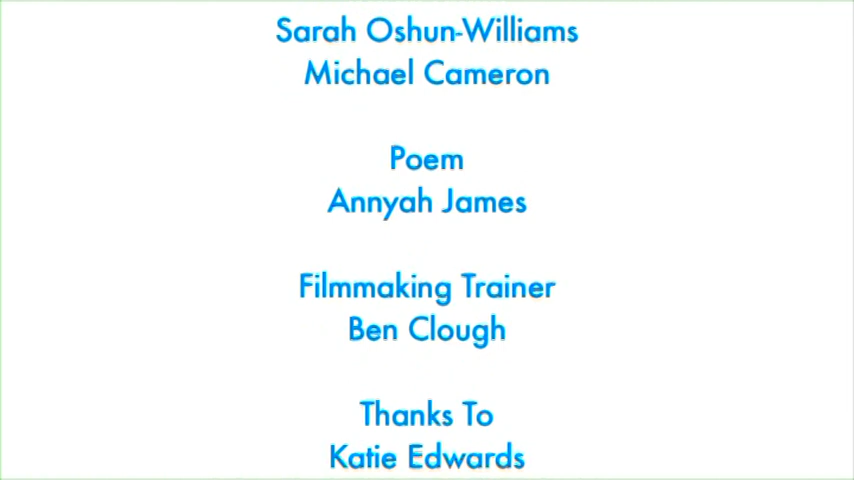 Sarah Oshun-Williams
Michael Cameron
Poem
Annyah James
Filmmaking Trainer
Ben Clough
Thanks To
Katie Edwards